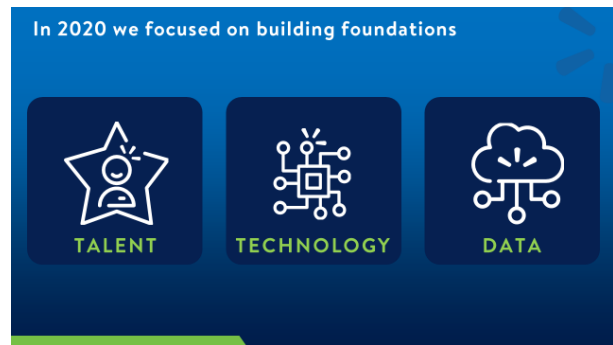 In 2020 we focused on building foundations
TALENT
TECHNOLOGY
DATA